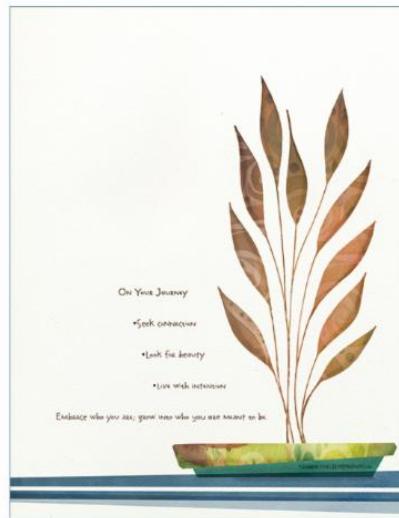 On Your Journey
•Seek connection
•Look for beauty
•Live with intention
Embrace who you are; grow into who you are meant to be.